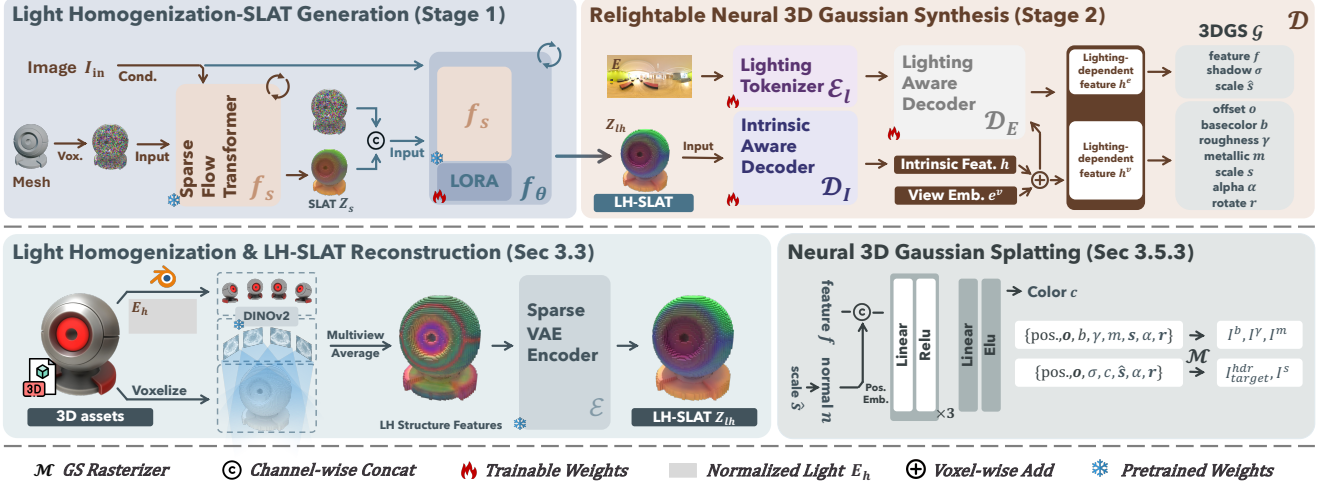 Light Homogenization-SLAT Generation (Stage 1)
Image I_in
Cond.
Mesh
Vox.
Input
Sparse
Flow
Transformer
f_s
SLAT Z_s
C
Input
f_s
LORA
f_θ
Relightable Neural 3D Gaussian Synthesis (Stage 2)
D
E
Lighting
Tokenizer ℰ_l
Lighting
Aware
Decoder
D_E
Z_lh
LH-SLAT
Input
Intrinsic
Aware
Decoder
D_I
Intrinsic Feat. h
View Emb. e^v
Lighting-
dependent
feature h^e
Lighting-
dependent
feature h^v
3DGS G
feature f
shadow σ
scale ŝ
offset o
basecolor b
roughness γ
metallic m
scale s
alpha α
rotate r
Light Homogenization & LH-SLAT Reconstruction (Sec 3.3)
E_h
3D
3D assets
Voxelize
DINOv2
Multiview
Average
LH Structure Features
Sparse
VAE
Encoder
ℰ
LH-SLAT Z_lh
Neural 3D Gaussian Splatting (Sec 3.5.3)
feature f
scale ŝ
normal n
C
Pos.
Emb.
Linear
Relu
×3
Linear
Elu
Color c
{pos.,o, b, γ, m, s, α, r}
I^b, I^γ, I^m
M
{pos.,o, σ, c, ŝ, α, r}
I^hdr_target, I^s
M GS Rasterizer
C Channel-wise Concat
Trainable Weights
Normalized Light E_h
Voxel-wise Add
Pretrained Weights